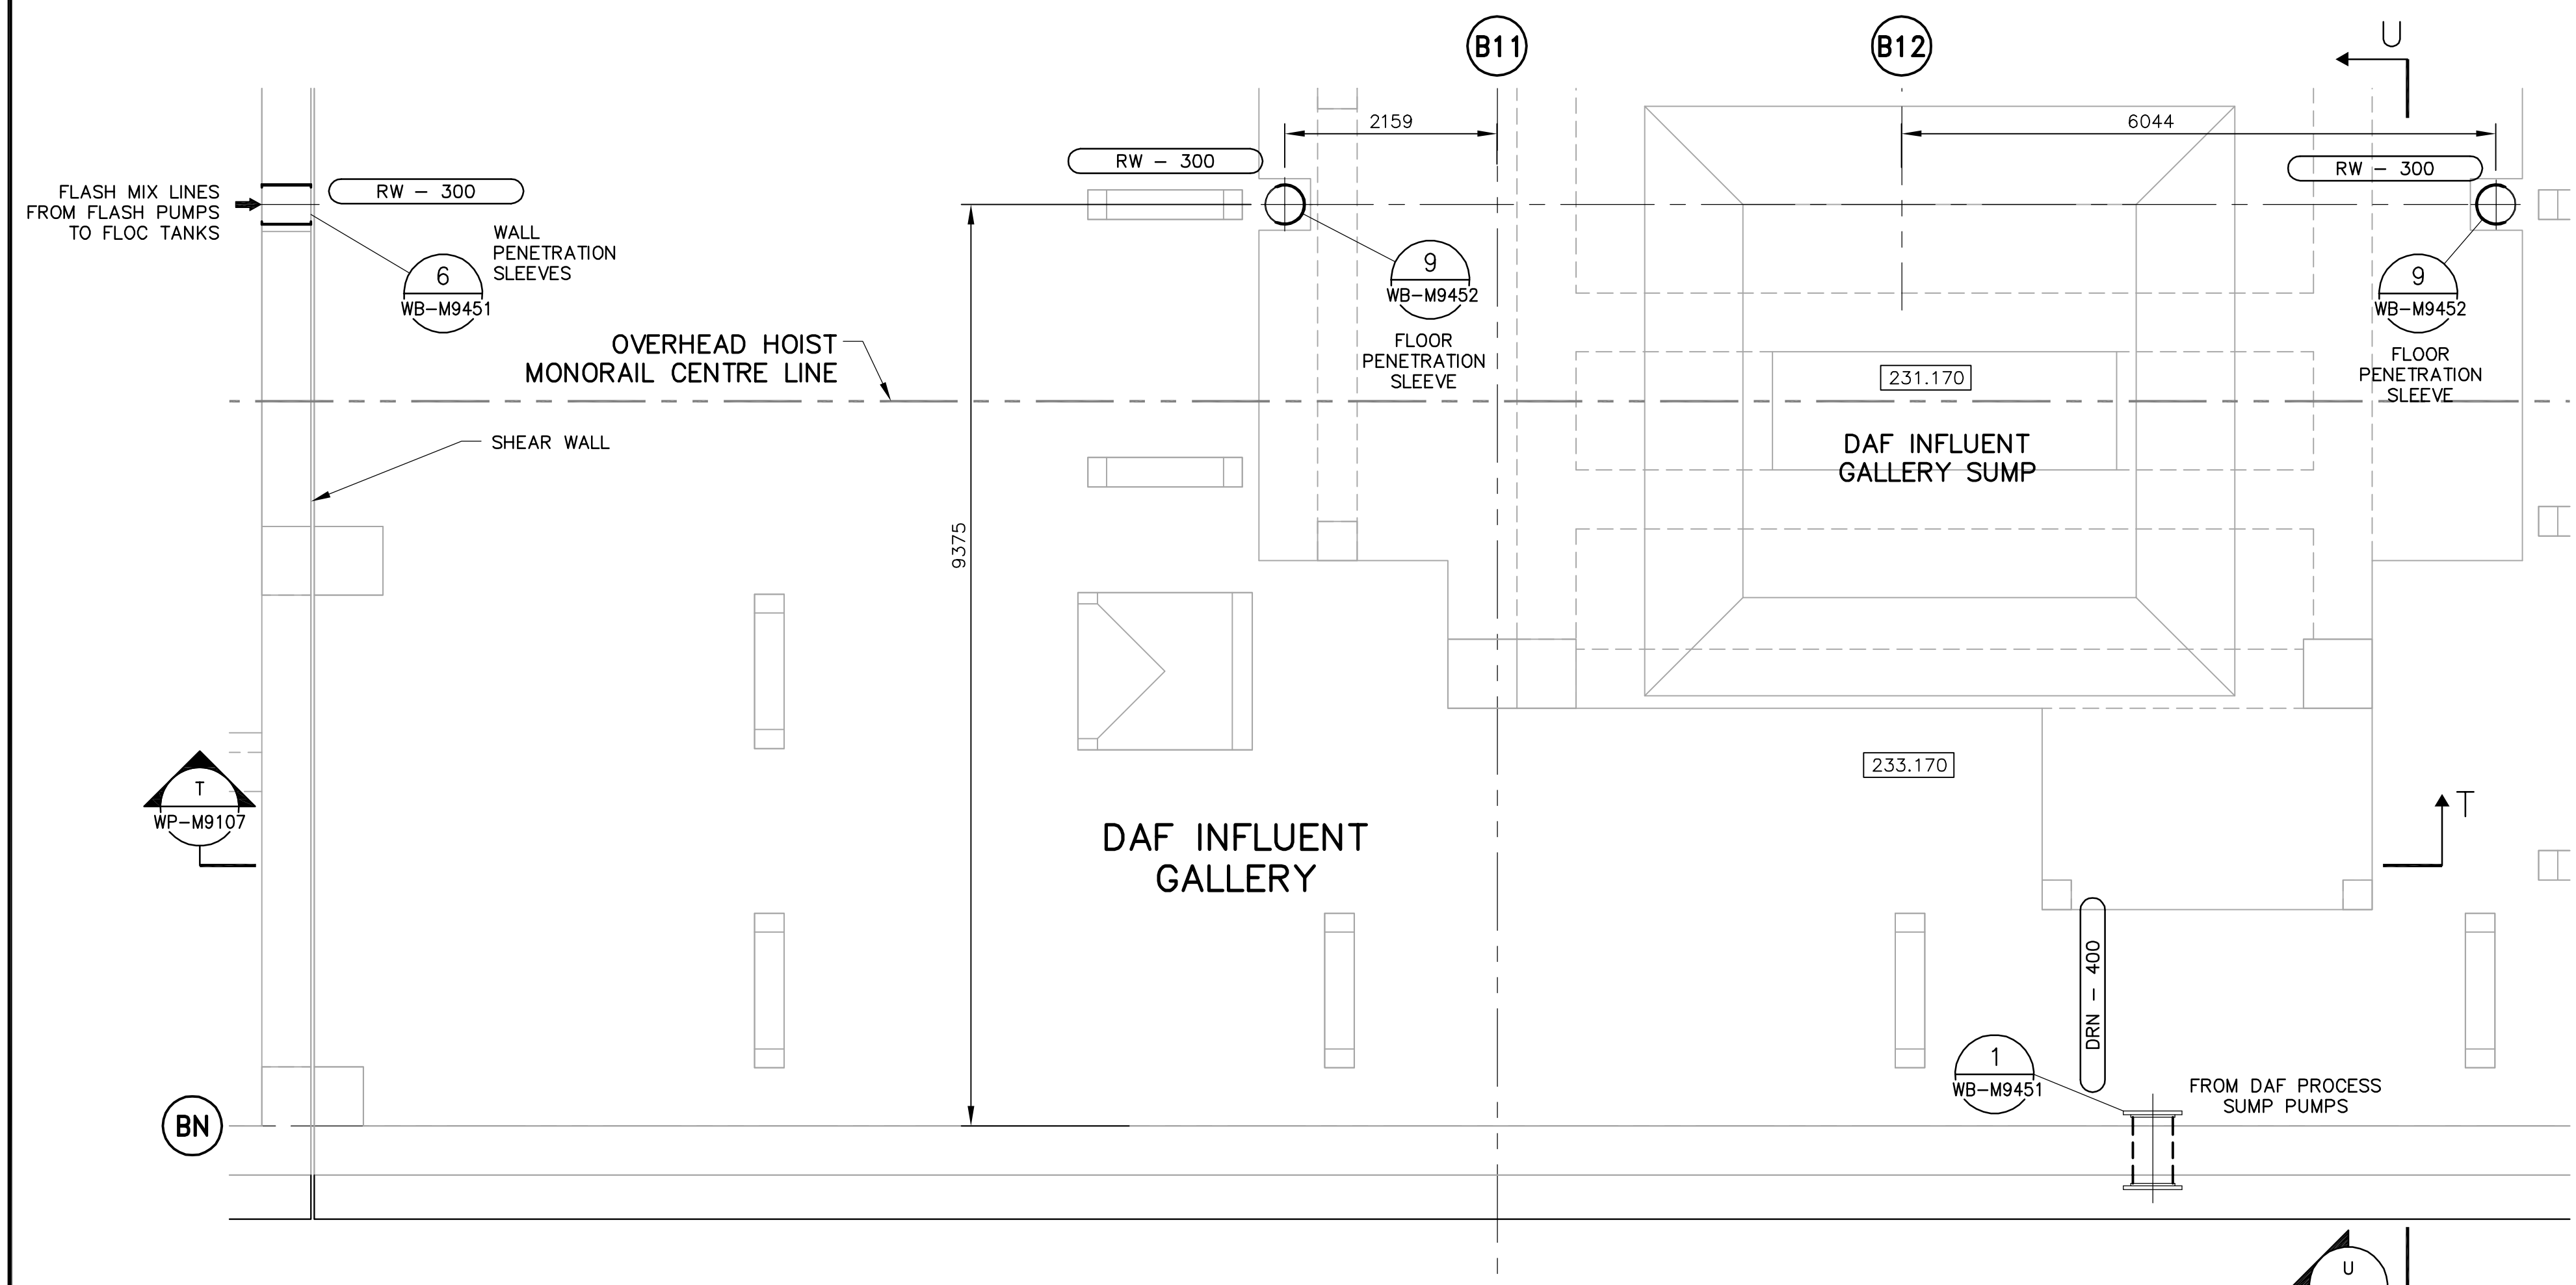 B11
B12
U
2159
6044
RW – 300
RW – 300
RW – 300
FLASH MIX LINES
FROM FLASH PUMPS
TO FLOC TANKS
WALL
PENETRATION
SLEEVES
6
WB–M9451
9
WB–M9452
9
WB–M9452
FLOOR
PENETRATION
SLEEVE
FLOOR
PENETRATION
SLEEVE
OVERHEAD HOIST
MONORAIL CENTRE LINE
231.170
SHEAR WALL
DAF INFLUENT
GALLERY SUMP
9375
233.170
T
WP–M9107
T
DAF INFLUENT
GALLERY
DRN – 400
1
WB–M9451
FROM DAF PROCESS
SUMP PUMPS
BN
U